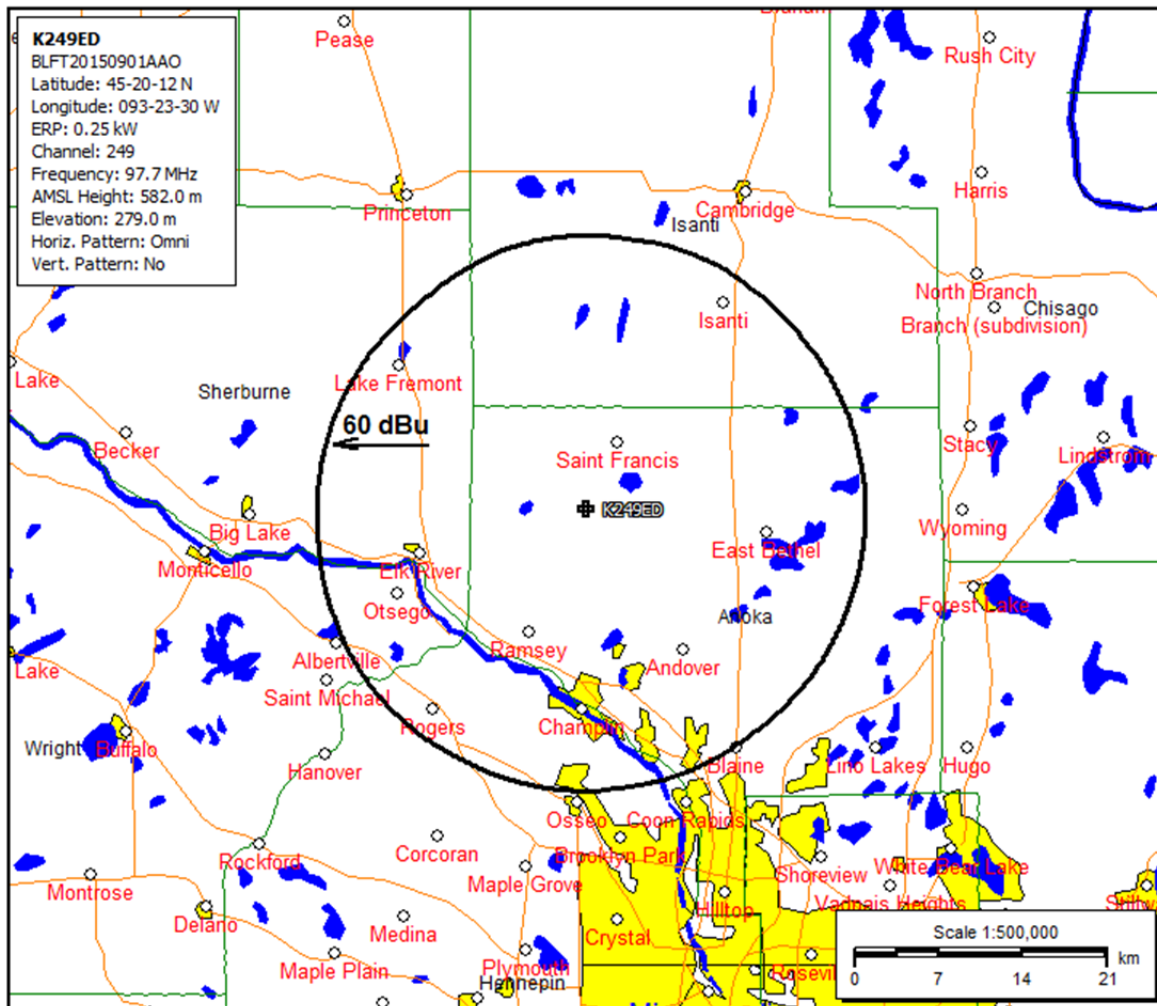 K249ED
BLFT20150901AAO
Latitude: 45-20-12 N
Longitude: 093-23-30 W
ERP: 0.25 kW
Channel: 249
Frequency: 97.7 MHz
AMSL Height: 582.0 m
Elevation: 279.0 m
Horiz. Pattern: Omni
Vert. Pattern: No
Pease
Rush City
Harris
Princeton
Cambridge
Isanti
North Branch
Chisago
Isanti
Branch (subdivision)
Lake
Lake Fremont
Sherburne
60 dBu
Becker
Saint Francis
Stacy
Lindstrom
K249ED
Big Lake
Wyoming
East Bethel
Monticello
Elk River
Otsego
Forest Lake
Anoka
Ramsey
Albertville
Andover
Lake
Saint Michael
Rogers
Champlin
Wright
Buffalo
Hanover
Blaine
Lino Lakes
Hugo
Osseo
Coon Rapids
Rockford
Corcoran
Brooklyn Park
Maple Grove
Shoreview
White Bear Lake
Montrose
Hilltop
Vadnais Heights
Delano
Medina
Crystal
Scale 1:500,000
km
0 7 14 21
Maple Plain
Plymouth
Hennepin